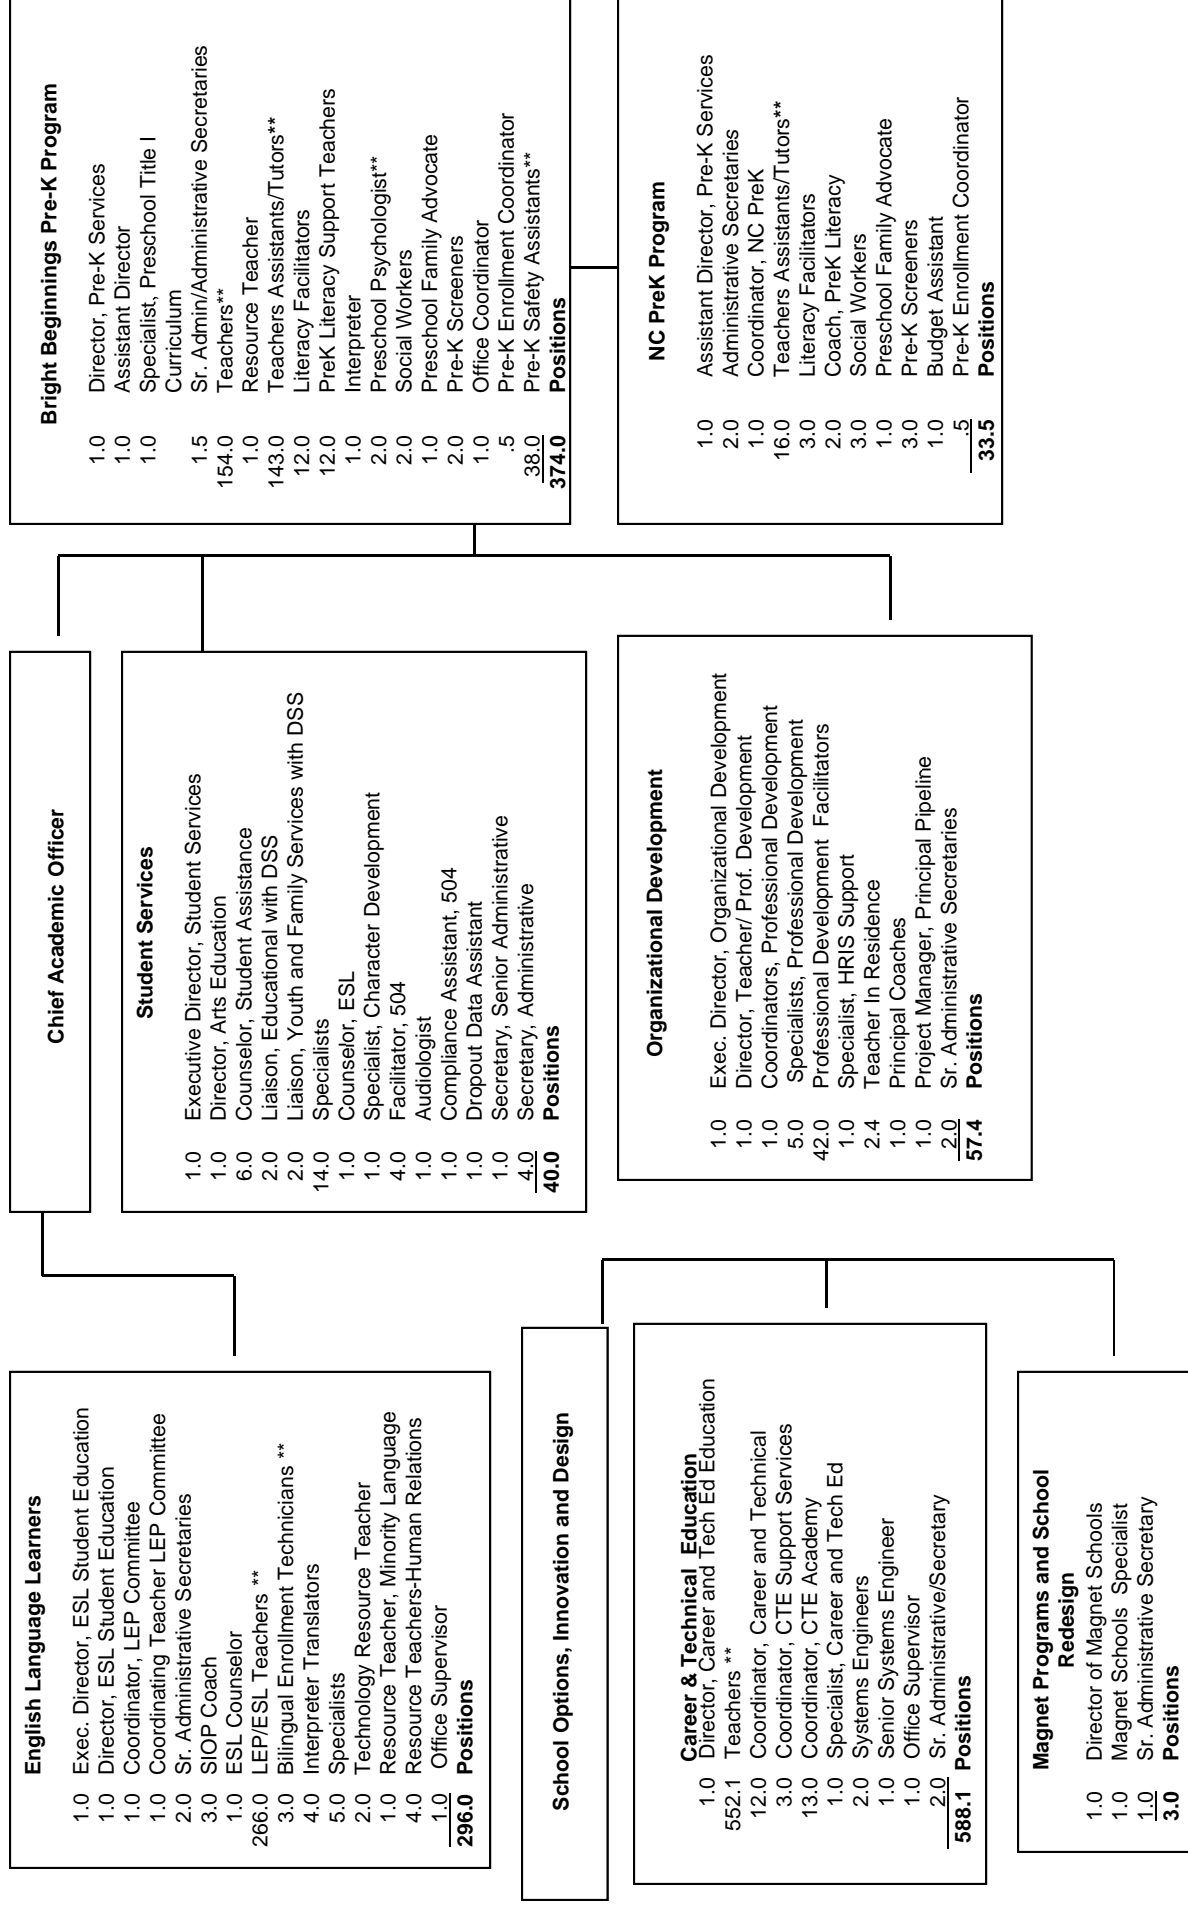 Chief Academic Officer
English Language Learners
1.0 Exec. Director, ESL Student Education
1.0 Director, ESL Student Education
1.0 Coordinator, LEP Committee
1.0 Coordinating Teacher LEP Committee
2.0 Sr. Administrative Secretaries
3.0 SIOP Coach
1.0 ESL Counselor
266.0 LEP/ESL Teachers **
3.0 Bilingual Enrollment Technicians **
4.0 Interpreter Translators
5.0 Specialists
2.0 Technology Resource Teacher
1.0 Resource Teacher, Minority Language
4.0 Resource Teachers-Human Relations
1.0 Office Supervisor
296.0 Positions
School Options, Innovation and Design
Career & Technical Education
1.0 Director, Career and Tech Ed Education
552.1 Teachers **
12.0 Coordinator, Career and Technical
3.0 Coordinator, CTE Support Services
13.0 Coordinator, CTE Academy
1.0 Specialist, Career and Tech Ed
2.0 Systems Engineers
1.0 Senior Systems Engineer
1.0 Office Supervisor
2.0 Sr. Administrative/Secretary
588.1 Positions
Magnet Programs and School
Redesign
1.0 Director of Magnet Schools
1.0 Magnet Schools Specialist
1.0 Sr. Administrative Secretary
3.0 Positions
Student Services
1.0 Executive Director, Student Services
1.0 Director, Arts Education
6.0 Counselor, Student Assistance
2.0 Liaison, Educational with DSS
2.0 Liaison, Youth and Family Services with DSS
14.0 Specialists
1.0 Counselor, ESL
1.0 Specialist, Character Development
4.0 Facilitator, 504
1.0 Audiologist
1.0 Compliance Assistant, 504
1.0 Dropout Data Assistant
1.0 Secretary, Senior Administrative
4.0 Secretary, Administrative
40.0 Positions
Organizational Development
1.0 Exec. Director, Organizational Development
1.0 Director, Teacher/ Prof. Development
1.0 Coordinators, Professional Development
5.0 Specialists, Professional Development
42.0 Professional Development Facilitators
1.0 Specialist, HRIS Support
2.4 Teacher In Residence
1.0 Principal Coaches
1.0 Project Manager, Principal Pipeline
2.0 Sr. Administrative Secretaries
57.4 Positions
Bright Beginnings Pre-K Program
1.0 Director, Pre-K Services
1.0 Assistant Director
1.0 Specialist, Preschool Title I
Curriculum
1.5 Sr. Admin/Administrative Secretaries
154.0 Teachers**
1.0 Resource Teacher
143.0 Teachers Assistants/Tutors**
12.0 Literacy Facilitators
12.0 PreK Literacy Support Teachers
1.0 Interpreter
2.0 Preschool Psychologist**
2.0 Social Workers
1.0 Preschool Family Advocate
2.0 Pre-K Screeners
1.0 Office Coordinator
.5 Pre-K Enrollment Coordinator
38.0 Pre-K Safety Assistants**
374.0 Positions
NC PreK Program
1.0 Assistant Director, Pre-K Services
2.0 Administrative Secretaries
1.0 Coordinator, NC PreK
16.0 Teachers Assistants/Tutors**
3.0 Literacy Facilitators
2.0 Coach, PreK Literacy
3.0 Social Workers
1.0 Preschool Family Advocate
3.0 Pre-K Screeners
1.0 Budget Assistant
.5 Pre-K Enrollment Coordinator
33.5 Positions